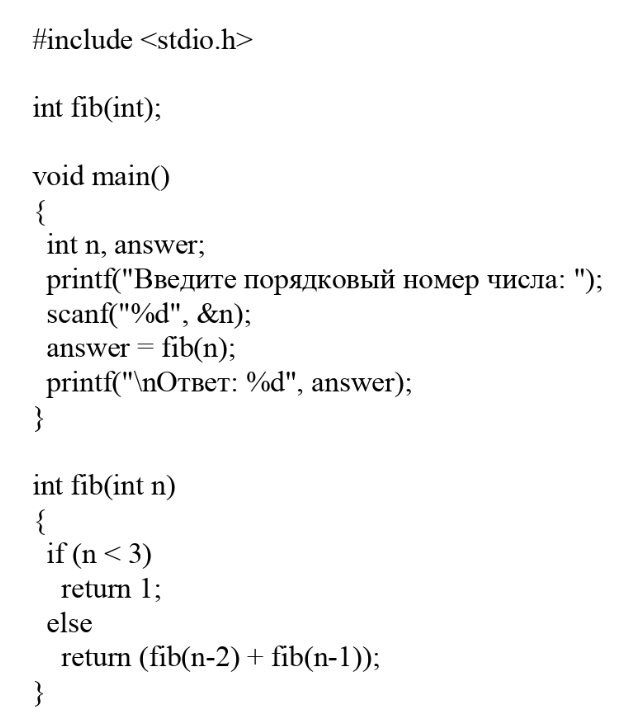 #include <stdio.h>
int fib(int);
void main()
{
int n, answer;
printf("Введите порядковый номер числа: ");
scanf("%d", &n);
answer = fib(n);
printf("\nОтвет: %d", answer);
}
int fib(int n)
{
if (n < 3)
return 1;
else
return (fib(n-2) + fib(n-1));
}